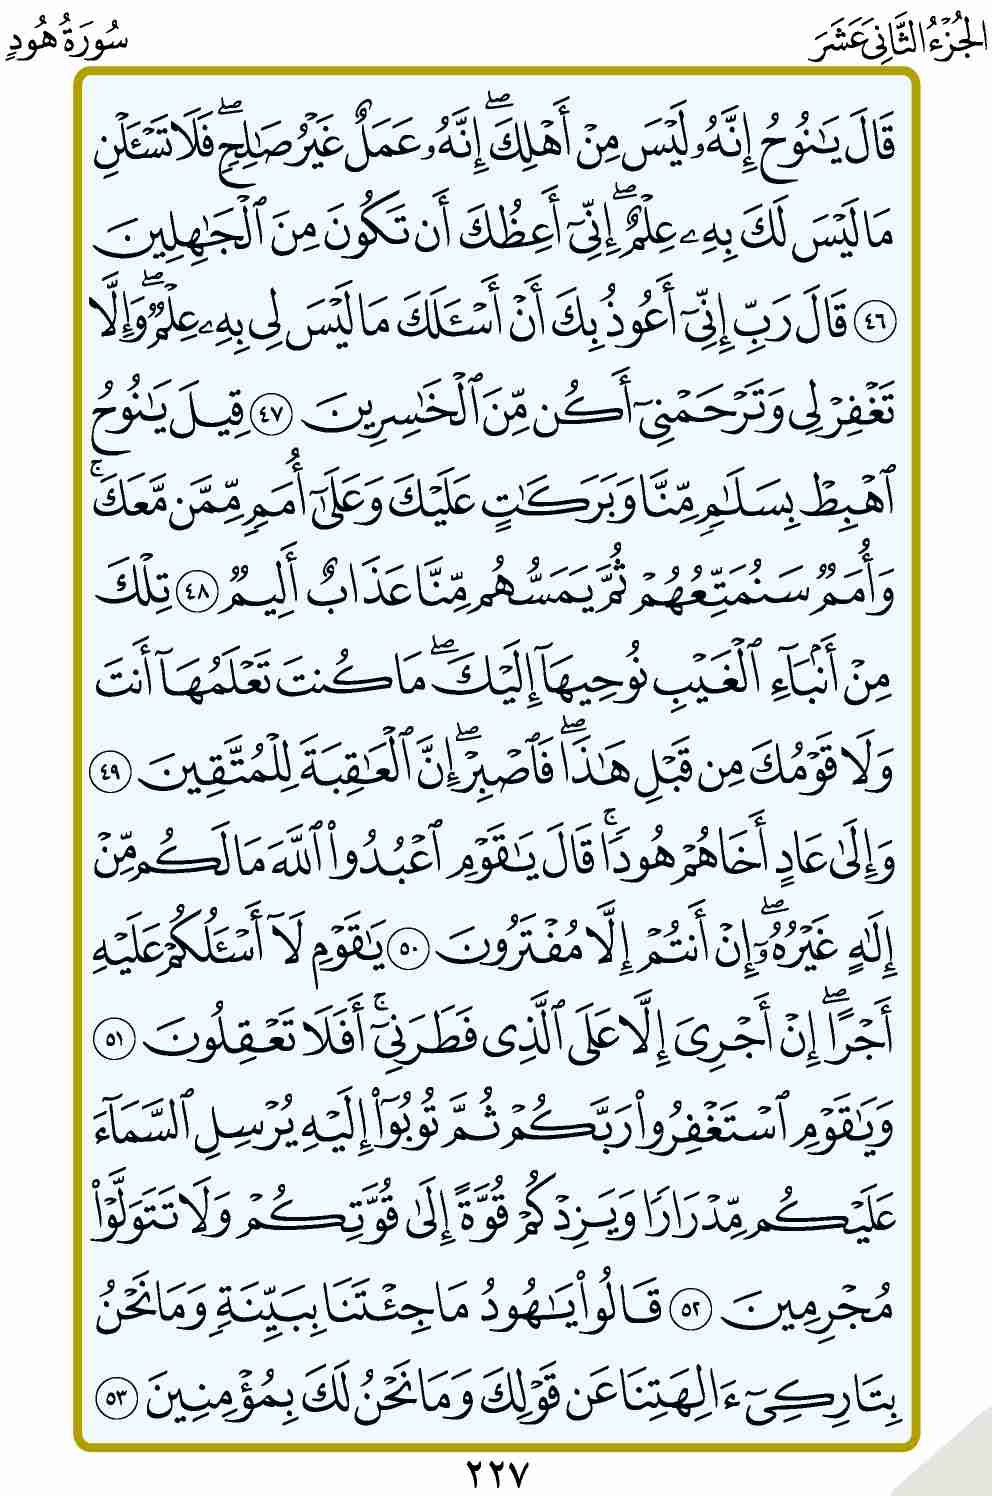 الجُزْءُ الثَّانِيَ عَشَرَ
سُورَةُ هُودٍ
قَالَ يَـٰنُوحُ إِنَّهُۥ لَيْسَ مِنْ أَهْلِكَ ۖ إِنَّهُۥ عَمَلٌ غَيْرُ صَـٰلِحٍ ۖ فَلَا تَسْـَٔلْنِ
مَا لَيْسَ لَكَ بِهِۦ عِلْمٌ ۖ إِنِّىٓ أَعِظُكَ أَن تَكُونَ مِنَ ٱلْجَـٰهِلِينَ
٤٦ قَالَ رَبِّ إِنِّىٓ أَعُوذُ بِكَ أَنْ أَسْـَٔلَكَ مَا لَيْسَ لِى بِهِۦ عِلْمٌ ۖ وَإِلَّا
تَغْفِرْ لِى وَتَرْحَمْنِىٓ أَكُن مِّنَ ٱلْخَـٰسِرِينَ ٤٧ قِيلَ يَـٰنُوحُ
ٱهْبِطْ بِسَلَـٰمٍ مِّنَّا وَبَرَكَـٰتٍ عَلَيْكَ وَعَلَىٰٓ أُمَمٍ مِّمَّن مَّعَكَ ۚ
وَأُمَمٌ سَنُمَتِّعُهُمْ ثُمَّ يَمَسُّهُم مِّنَّا عَذَابٌ أَلِيمٌ ٤٨ تِلْكَ
مِنْ أَنۢبَآءِ ٱلْغَيْبِ نُوحِيهَآ إِلَيْكَ ۖ مَا كُنتَ تَعْلَمُهَآ أَنتَ
وَلَا قَوْمُكَ مِن قَبْلِ هَـٰذَا ۖ فَٱصْبِرْ ۖ إِنَّ ٱلْعَـٰقِبَةَ لِلْمُتَّقِينَ ٤٩
وَإِلَىٰ عَادٍ أَخَاهُمْ هُودًا ۚ قَالَ يَـٰقَوْمِ ٱعْبُدُوا۟ ٱللَّهَ مَا لَكُم مِّنْ
إِلَـٰهٍ غَيْرُهُۥٓ ۖ إِنْ أَنتُمْ إِلَّا مُفْتَرُونَ ٥٠ يَـٰقَوْمِ لَآ أَسْـَٔلُكُمْ عَلَيْهِ
أَجْرًا ۖ إِنْ أَجْرِىَ إِلَّا عَلَى ٱلَّذِى فَطَرَنِىٓ ۚ أَفَلَا تَعْقِلُونَ ٥١
وَيَـٰقَوْمِ ٱسْتَغْفِرُوا۟ رَبَّكُمْ ثُمَّ تُوبُوٓا۟ إِلَيْهِ يُرْسِلِ ٱلسَّمَآءَ
عَلَيْكُم مِّدْرَارًا وَيَزِدْكُمْ قُوَّةً إِلَىٰ قُوَّتِكُمْ وَلَا تَتَوَلَّوْا۟
مُجْرِمِينَ ٥٢ قَالُوا۟ يَـٰهُودُ مَا جِئْتَنَا بِبَيِّنَةٍ وَمَا نَحْنُ
بِتَارِكِىٓ ءَالِهَتِنَا عَن قَوْلِكَ وَمَا نَحْنُ لَكَ بِمُؤْمِنِينَ ٥٣
٢٢٧